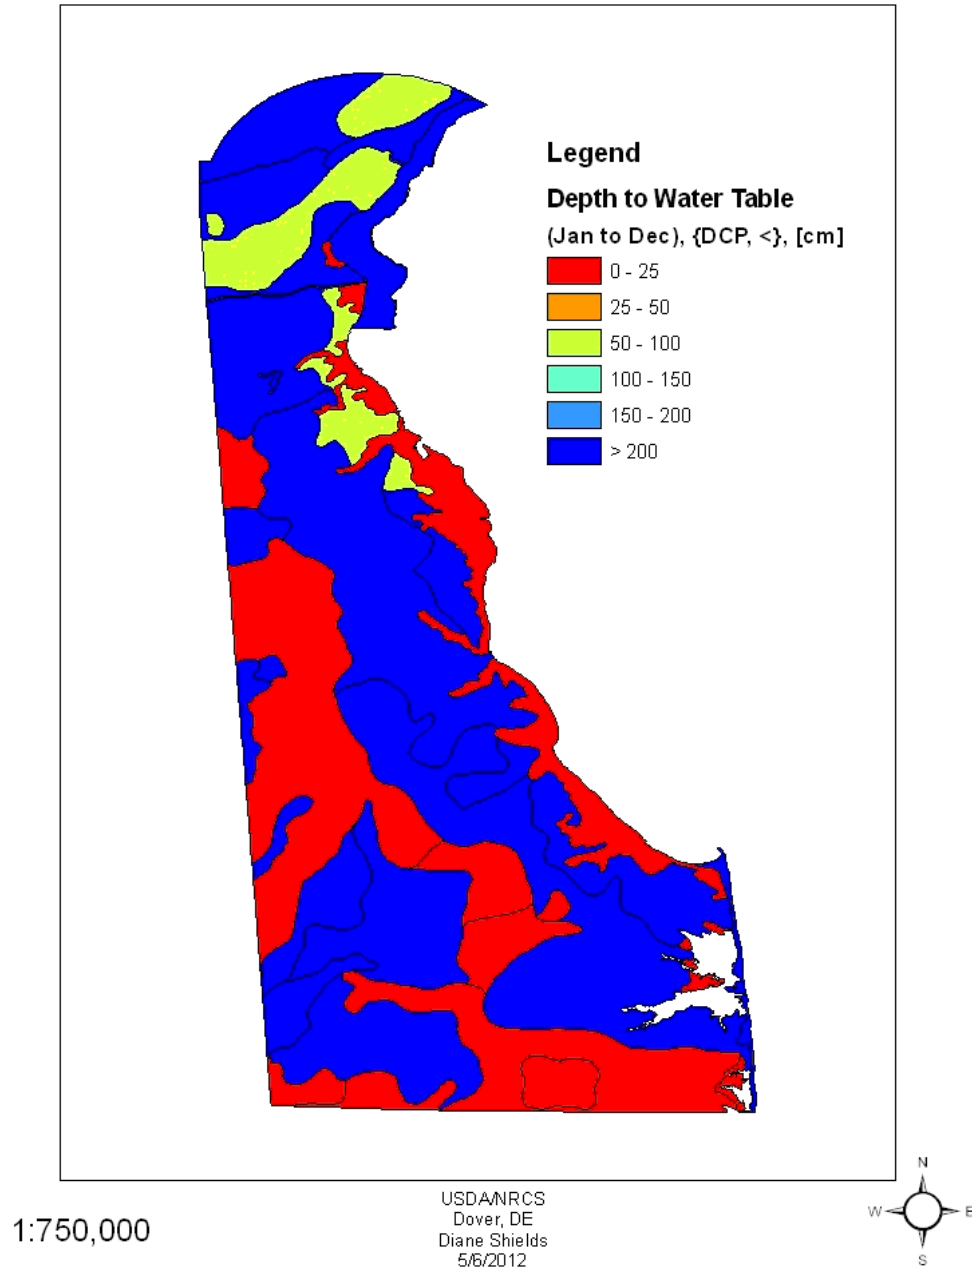 Legend
Depth to Water Table
(Jan to Dec), {DCP, <}, [cm]
0 - 25
25 - 50
50 - 100
100 - 150
150 - 200
> 200
1:750,000
USDA/NRCS
Dover, DE
Diane Shields
5/6/2012
N
W E
S